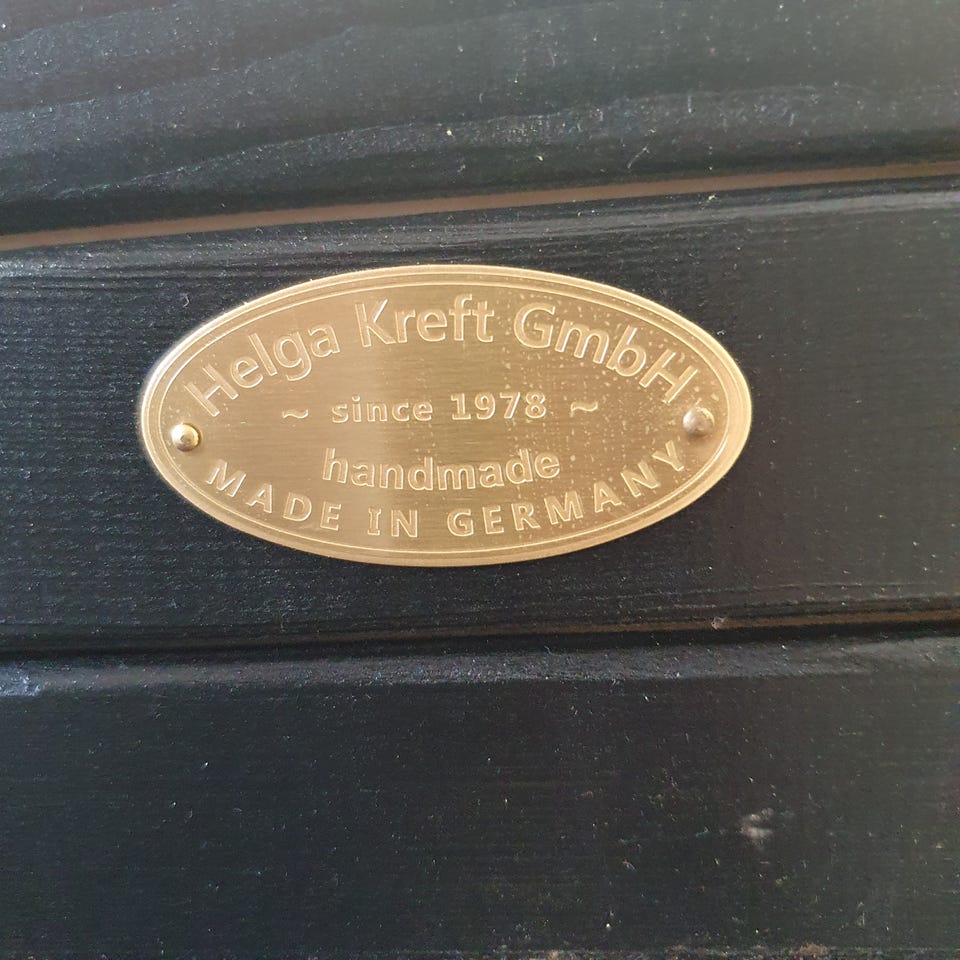 Helga Kreft GmbH
~ since 1978 ~
handmade
MADE IN GERMANY